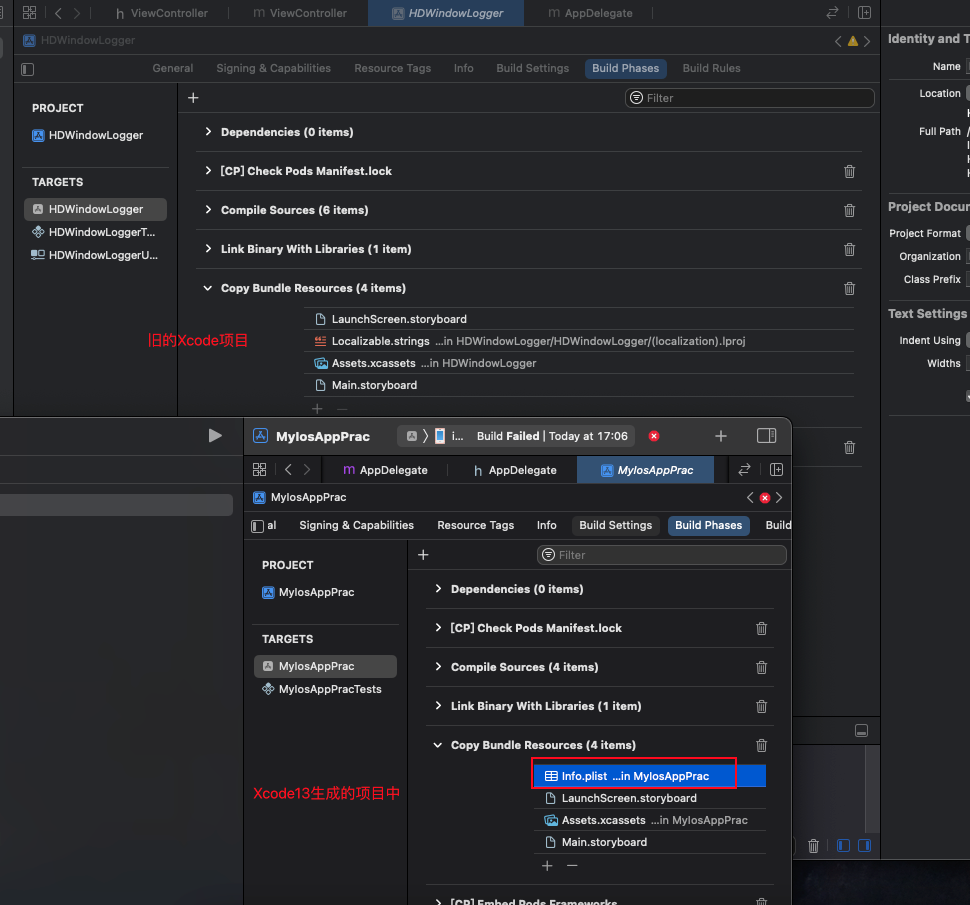 ViewController
ViewController
HDWindowLogger
AppDelegate
HDWindowLogger
General Signing & Capabilities Resource Tags Info Build Settings Build Phases Build Rules
Filter
PROJECT
HDWindowLogger
TARGETS
HDWindowLogger
HDWindowLoggerT...
HDWindowLoggerU...
Dependencies (0 items)
[CP] Check Pods Manifest.lock
Compile Sources (6 items)
Link Binary With Libraries (1 item)
Copy Bundle Resources (4 items)
LaunchScreen.storyboard
Localizable.strings ...in HDWindowLogger/HDWindowLogger/(localization).lproj
Assets.xcassets ...in HDWindowLogger
Main.storyboard
旧的Xcode项目
Identity and T
Name
Location
Full Path
Project Docur
Project Format
Organization
Class Prefix
Text Settings
Indent Using
Widths
MyIosAppPrac
i... Build Failed | Today at 17:06
AppDelegate
AppDelegate
MyIosAppPrac
MyIosAppPrac
al Signing & Capabilities Resource Tags Info Build Settings Build Phases Build
Filter
PROJECT
MyIosAppPrac
TARGETS
MyIosAppPrac
MyIosAppPracTests
Dependencies (0 items)
[CP] Check Pods Manifest.lock
Compile Sources (4 items)
Link Binary With Libraries (1 item)
Copy Bundle Resources (4 items)
Info.plist ...in MyIosAppPrac
LaunchScreen.storyboard
Assets.xcassets ...in MyIosAppPrac
Main.storyboard
[CP] Embed Pods Frameworks
Xcode13生成的项目中